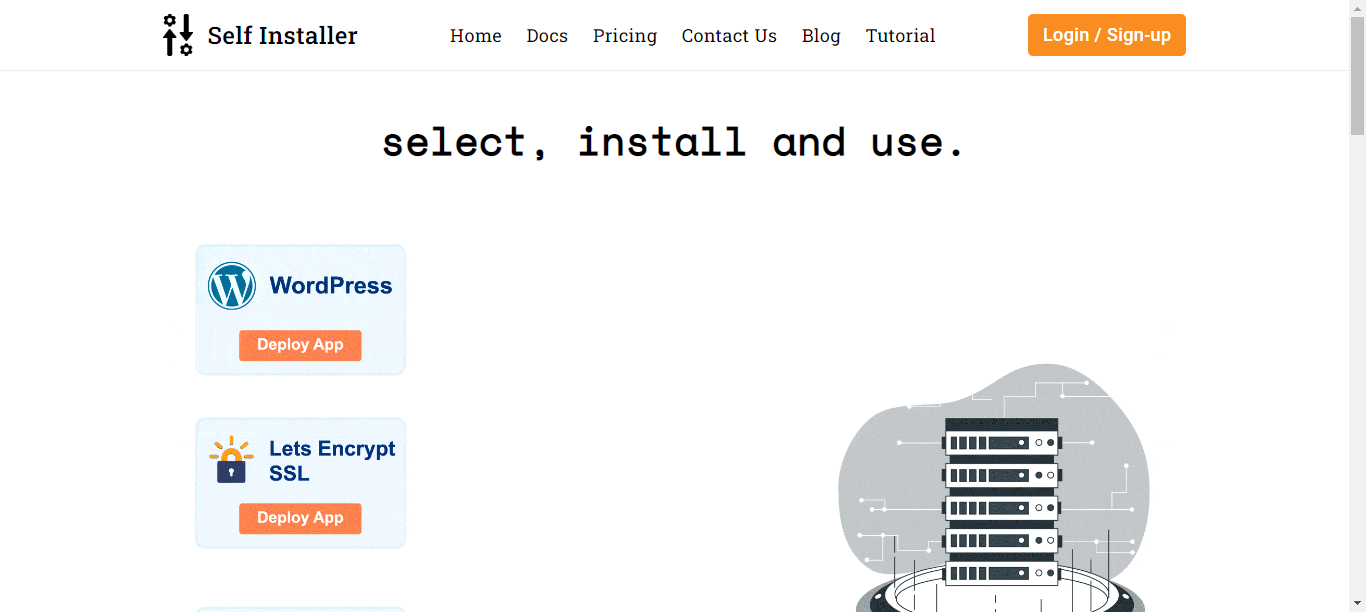 Self Installer
Home Docs Pricing Contact Us Blog Tutorial
Login / Sign-up
select, install and use.
WordPress
Deploy App
Lets Encrypt
SSL
Deploy App